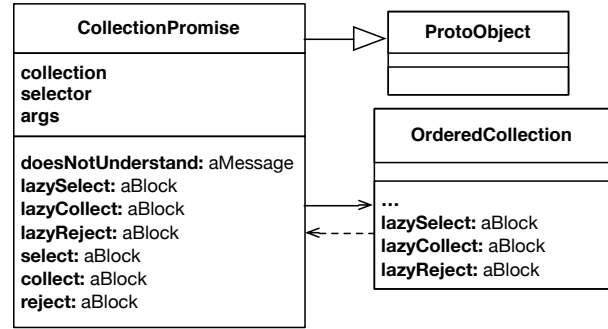 CollectionPromise
collection
selector
args
doesNotUnderstand: aMessage
lazySelect: aBlock
lazyCollect: aBlock
lazyReject: aBlock
select: aBlock
collect: aBlock
reject: aBlock
ProtoObject
OrderedCollection
...
lazySelect: aBlock
lazyCollect: aBlock
lazyReject: aBlock